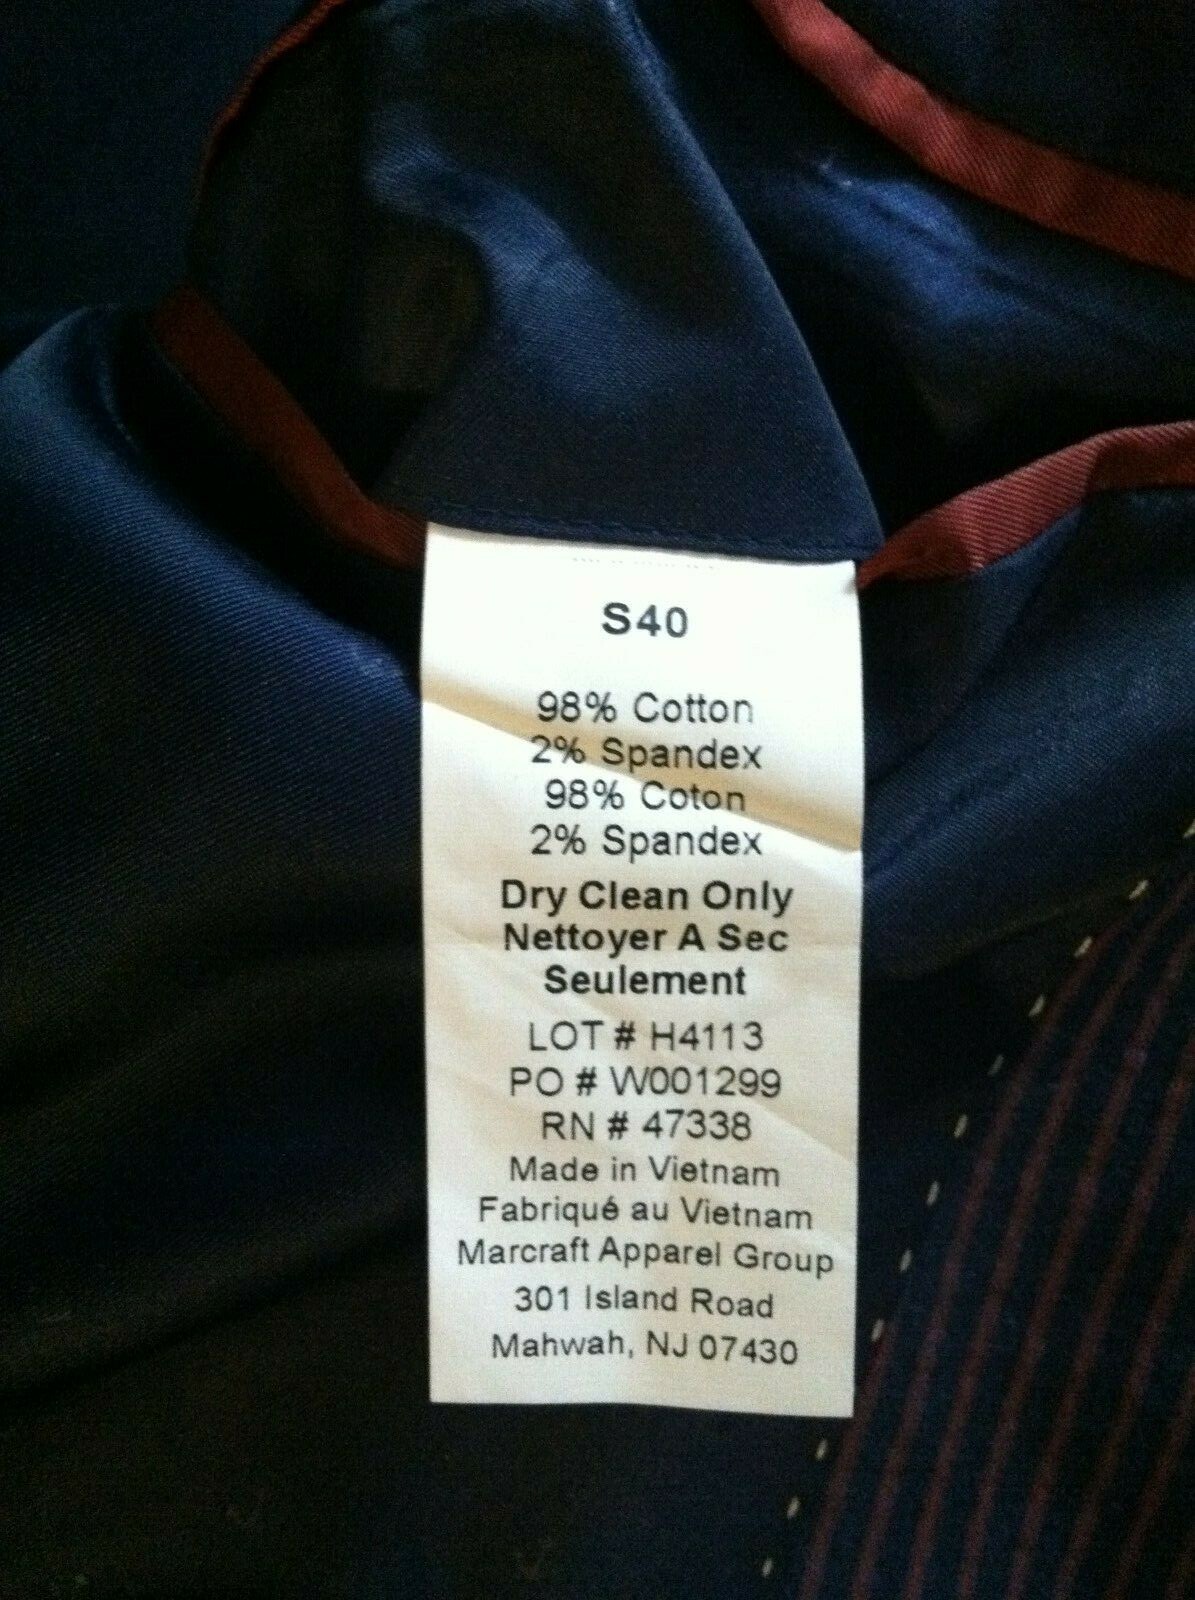 S40
98% Cotton
2% Spandex
98% Coton
2% Spandex
Dry Clean Only
Nettoyer A Sec
Seulement
LOT # H4113
PO # W001299
RN # 47338
Made in Vietnam
Fabriqué au Vietnam
Marcraft Apparel Group
301 Island Road
Mahwah, NJ 07430